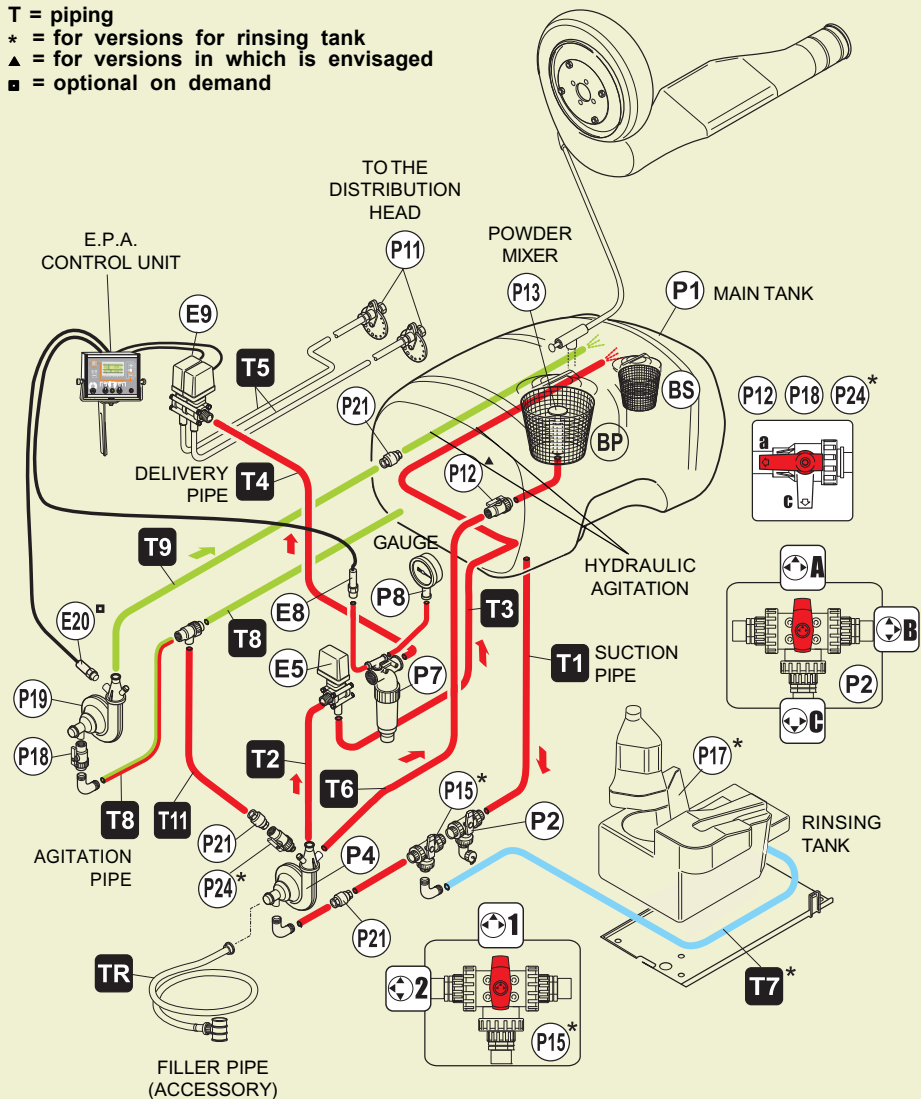 T = piping
* = for versions for rinsing tank
▲ = for versions in which is envisaged
◘ = optional on demand
TO THE
DISTRIBUTION
HEAD
P11
E.P.A.
CONTROL UNIT
E9
POWDER
MIXER
P13
P1 MAIN TANK
T5
BS
BP
P21
P12 ▲
P12 P18 P24 *
a
c
DELIVERY
PIPE
T4
T9
GAUGE
HYDRAULIC
AGITATION
E8
P8
T3
A
B
P2
C
E20 ◘
T8
E5
P7
T1 SUCTION
PIPE
P19
P18
T2
T6
P17 *
T8
T11
P15 *
P2
RINSING
TANK
AGITATION
PIPE
P21
P24 *
P4
P21
TR
1
2
P15 *
T7 *
FILLER PIPE
(ACCESSORY)